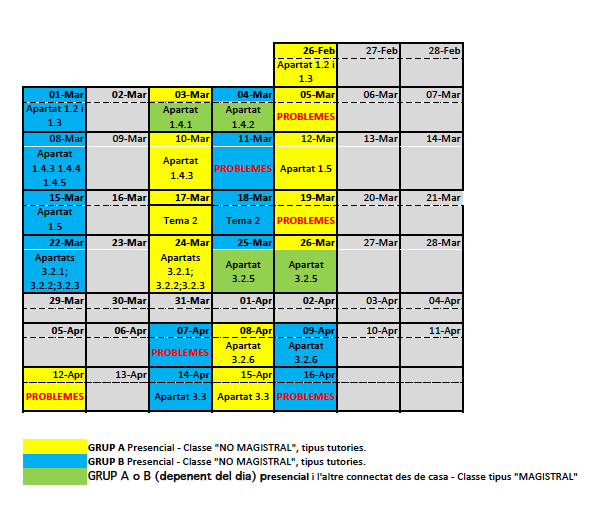 26-Feb 27-Feb 28-Feb
Apartat 1.2 i
1.3
01-Mar 02-Mar 03-Mar 04-Mar 05-Mar 06-Mar 07-Mar
Apartat 1.2 i
1.3
Apartat
1.4.1
Apartat
1.4.2
PROBLEMES
08-Mar 09-Mar 10-Mar 11-Mar 12-Mar 13-Mar 14-Mar
Apartat
1.4.3 1.4.4
1.4.5
Apartat
1.4.3
PROBLEMES
Apartat 1.5
15-Mar 16-Mar 17-Mar 18-Mar 19-Mar 20-Mar 21-Mar
Apartat
1.5
Tema 2
Tema 2
PROBLEMES
22-Mar 23-Mar 24-Mar 25-Mar 26-Mar 27-Mar 28-Mar
Apartats
3.2.1;
3.2.2;3.2.3
Apartats
3.2.1;
3.2.2;3.2.3
Apartat
3.2.5
Apartat
3.2.5
29-Mar 30-Mar 31-Mar 01-Apr 02-Apr 03-Apr 04-Apr
05-Apr 06-Apr 07-Apr 08-Apr 09-Apr 10-Apr 11-Apr
PROBLEMES
Apartat
3.2.6
Apartat
3.2.6
12-Apr 13-Apr 14-Apr 15-Apr 16-Apr
PROBLEMES
Apartat 3.3
Apartat 3.3
PROBLEMES
GRUP A Presencial - Classe "NO MAGISTRAL", tipus tutories.
GRUP B Presencial - Classe "NO MAGISTRAL", tipus tutories.
GRUP A o B (depenent del dia) presencial i l'altre connectat des de casa - Classe tipus "MAGISTRAL"